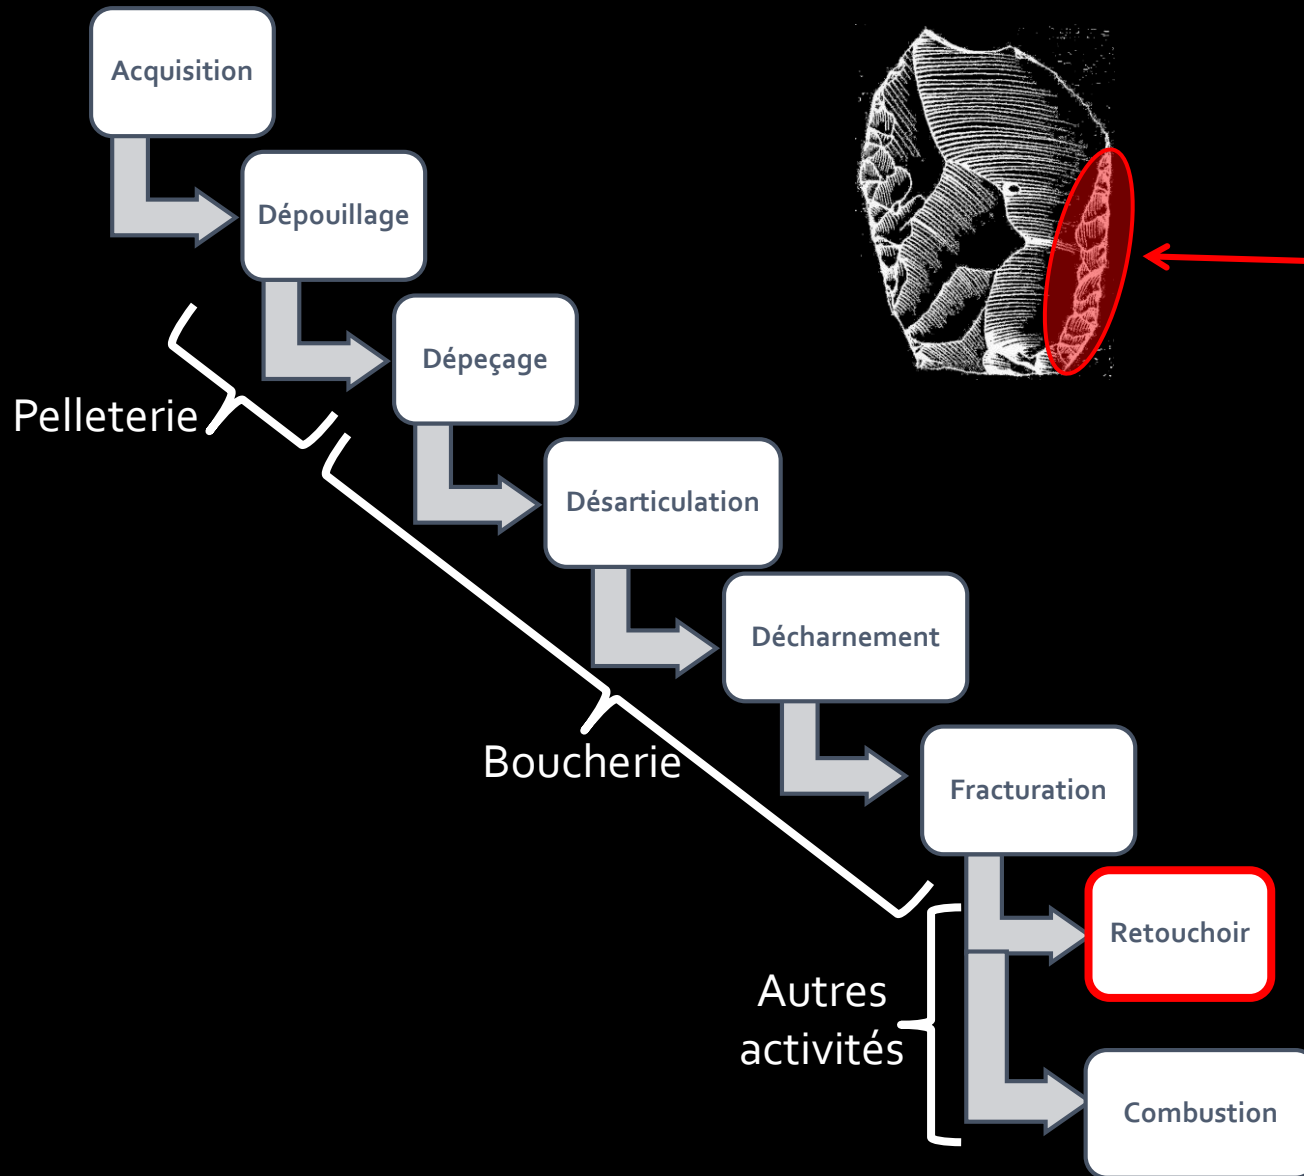 Acquisition
Dépouillage
Dépeçage
Pelleterie
Désarticulation
Décharnement
Boucherie
Fracturation
Retouchoir
Autres
activités
Combustion